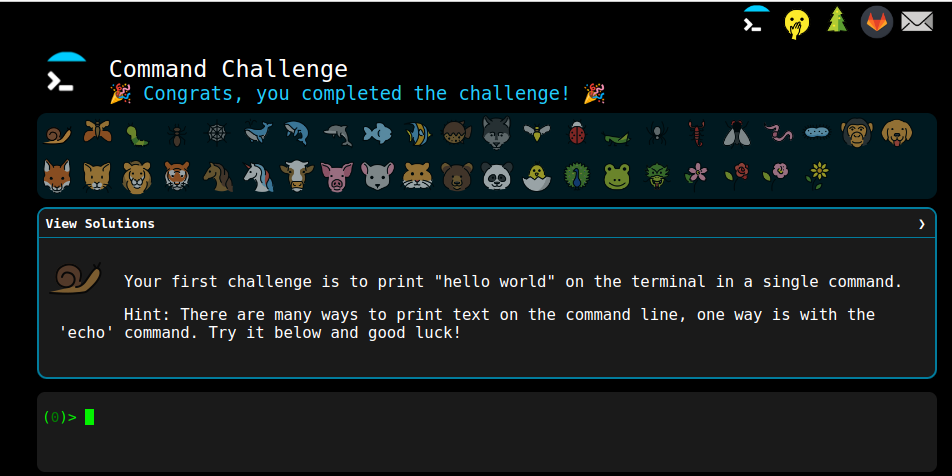 Command Challenge
🎉 Congrats, you completed the challenge! 🎉
View Solutions ❯
Your first challenge is to print "hello world" on the terminal in a single command.
Hint: There are many ways to print text on the command line, one way is with the
'echo' command. Try it below and good luck!
(0)>